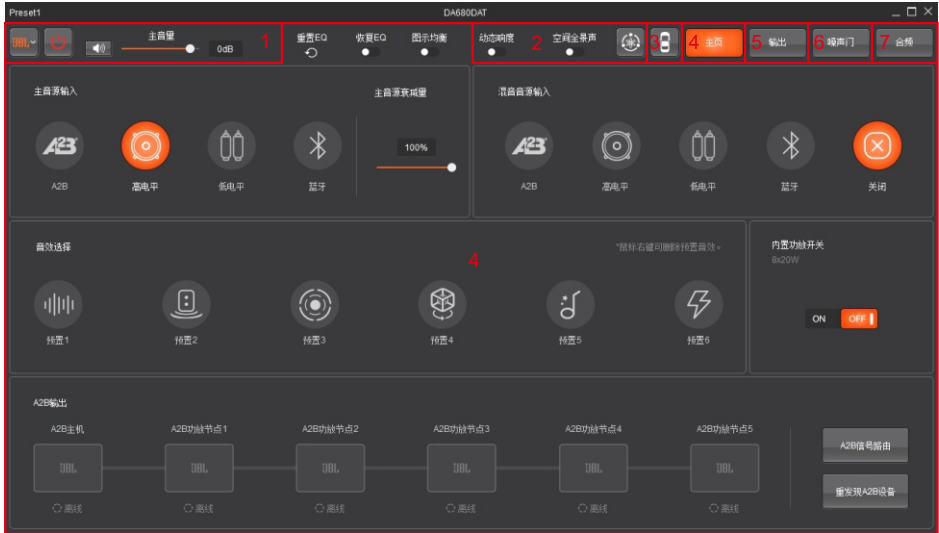 Preset1
DA680DAT
JBL
主音量
0dB
1
重置EQ
恢复EQ
图示均衡
动态响度
2
空间全景声
3
4
主页
5
输出
6
噪声门
7
合频
主音源输入
主音源衰减量
A2B
高电平
低电平
蓝牙
100%
混音音源输入
A2B
高电平
低电平
蓝牙
关闭
音效选择
*鼠标右键可删除预置音效。
4
预置1
预置2
预置3
预置4
预置5
预置6
内置功放开关
8x20W
ON
OFF
A2B输出
A2B主机
A2B功放节点1
A2B功放节点2
A2B功放节点3
A2B功放节点4
A2B功放节点5
JBL
JBL
JBL
JBL
JBL
JBL
离线
离线
离线
离线
离线
离线
A2B信号路由
重发现A2B设备